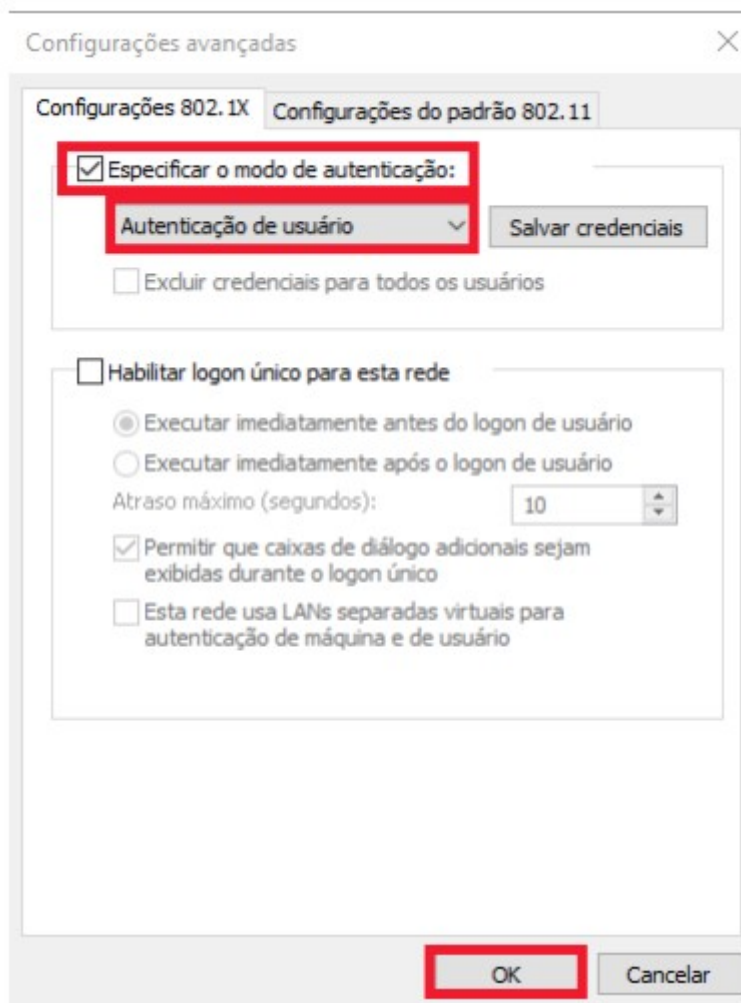 Configurações avançadas
Configurações 802.1X
Configurações do padrão 802.11
Especificar o modo de autenticação:
Autenticação de usuário
Salvar credenciais
Excluir credenciais para todos os usuários
Habilitar logon único para esta rede
Executar imediatamente antes do logon de usuário
Executar imediatamente após o logon de usuário
Atraso máximo (segundos):
10
Permitir que caixas de diálogo adicionais sejam
exibidas durante o logon único
Esta rede usa LANs separadas virtuais para
autenticação de máquina e de usuário
OK
Cancelar